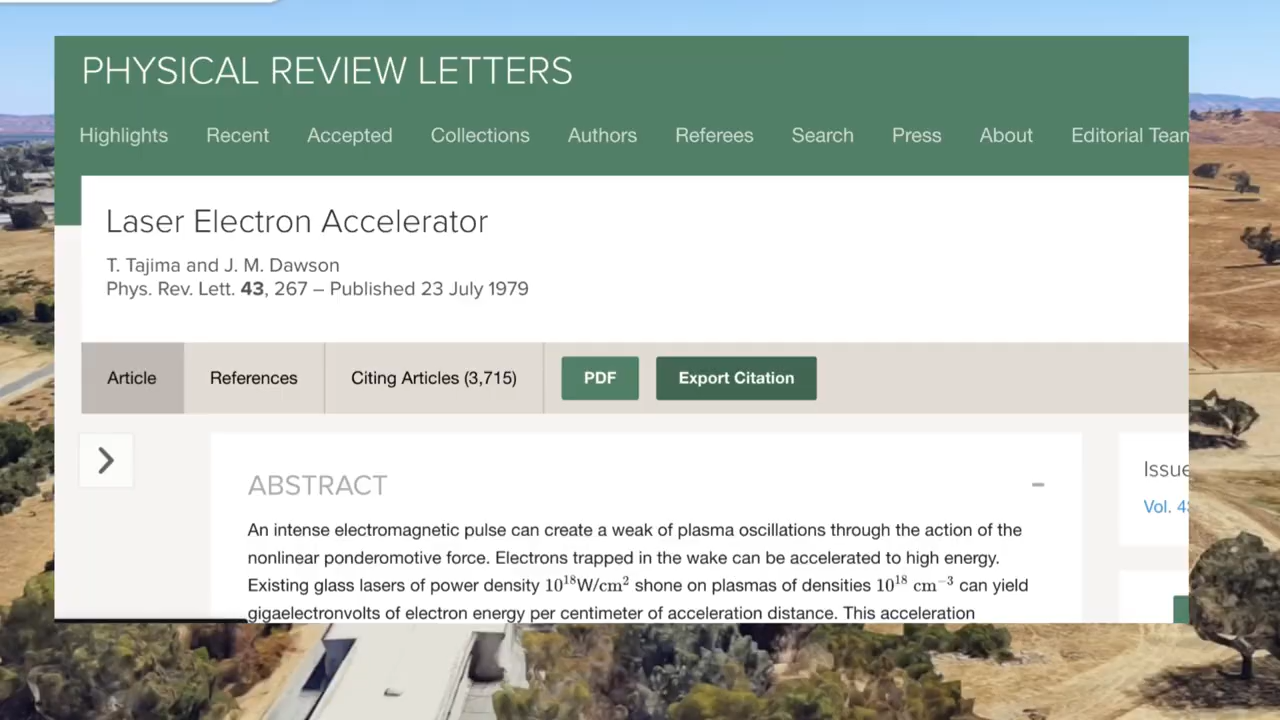 PHYSICAL REVIEW LETTERS
Highlights Recent Accepted Collections Authors Referees Search Press About Editorial Team
Laser Electron Accelerator
T. Tajima and J. M. Dawson
Phys. Rev. Lett. 43, 267 – Published 23 July 1979
Article References Citing Articles (3,715) PDF Export Citation
ABSTRACT
An intense electromagnetic pulse can create a weak of plasma oscillations through the action of the
nonlinear ponderomotive force. Electrons trapped in the wake can be accelerated to high energy.
Existing glass lasers of power density 10¹⁸W/cm² shone on plasmas of densities 10¹⁸ cm⁻³ can yield
gigaelectronvolts of electron energy per centimeter of acceleration distance. This acceleration
Issue
Vol. 43